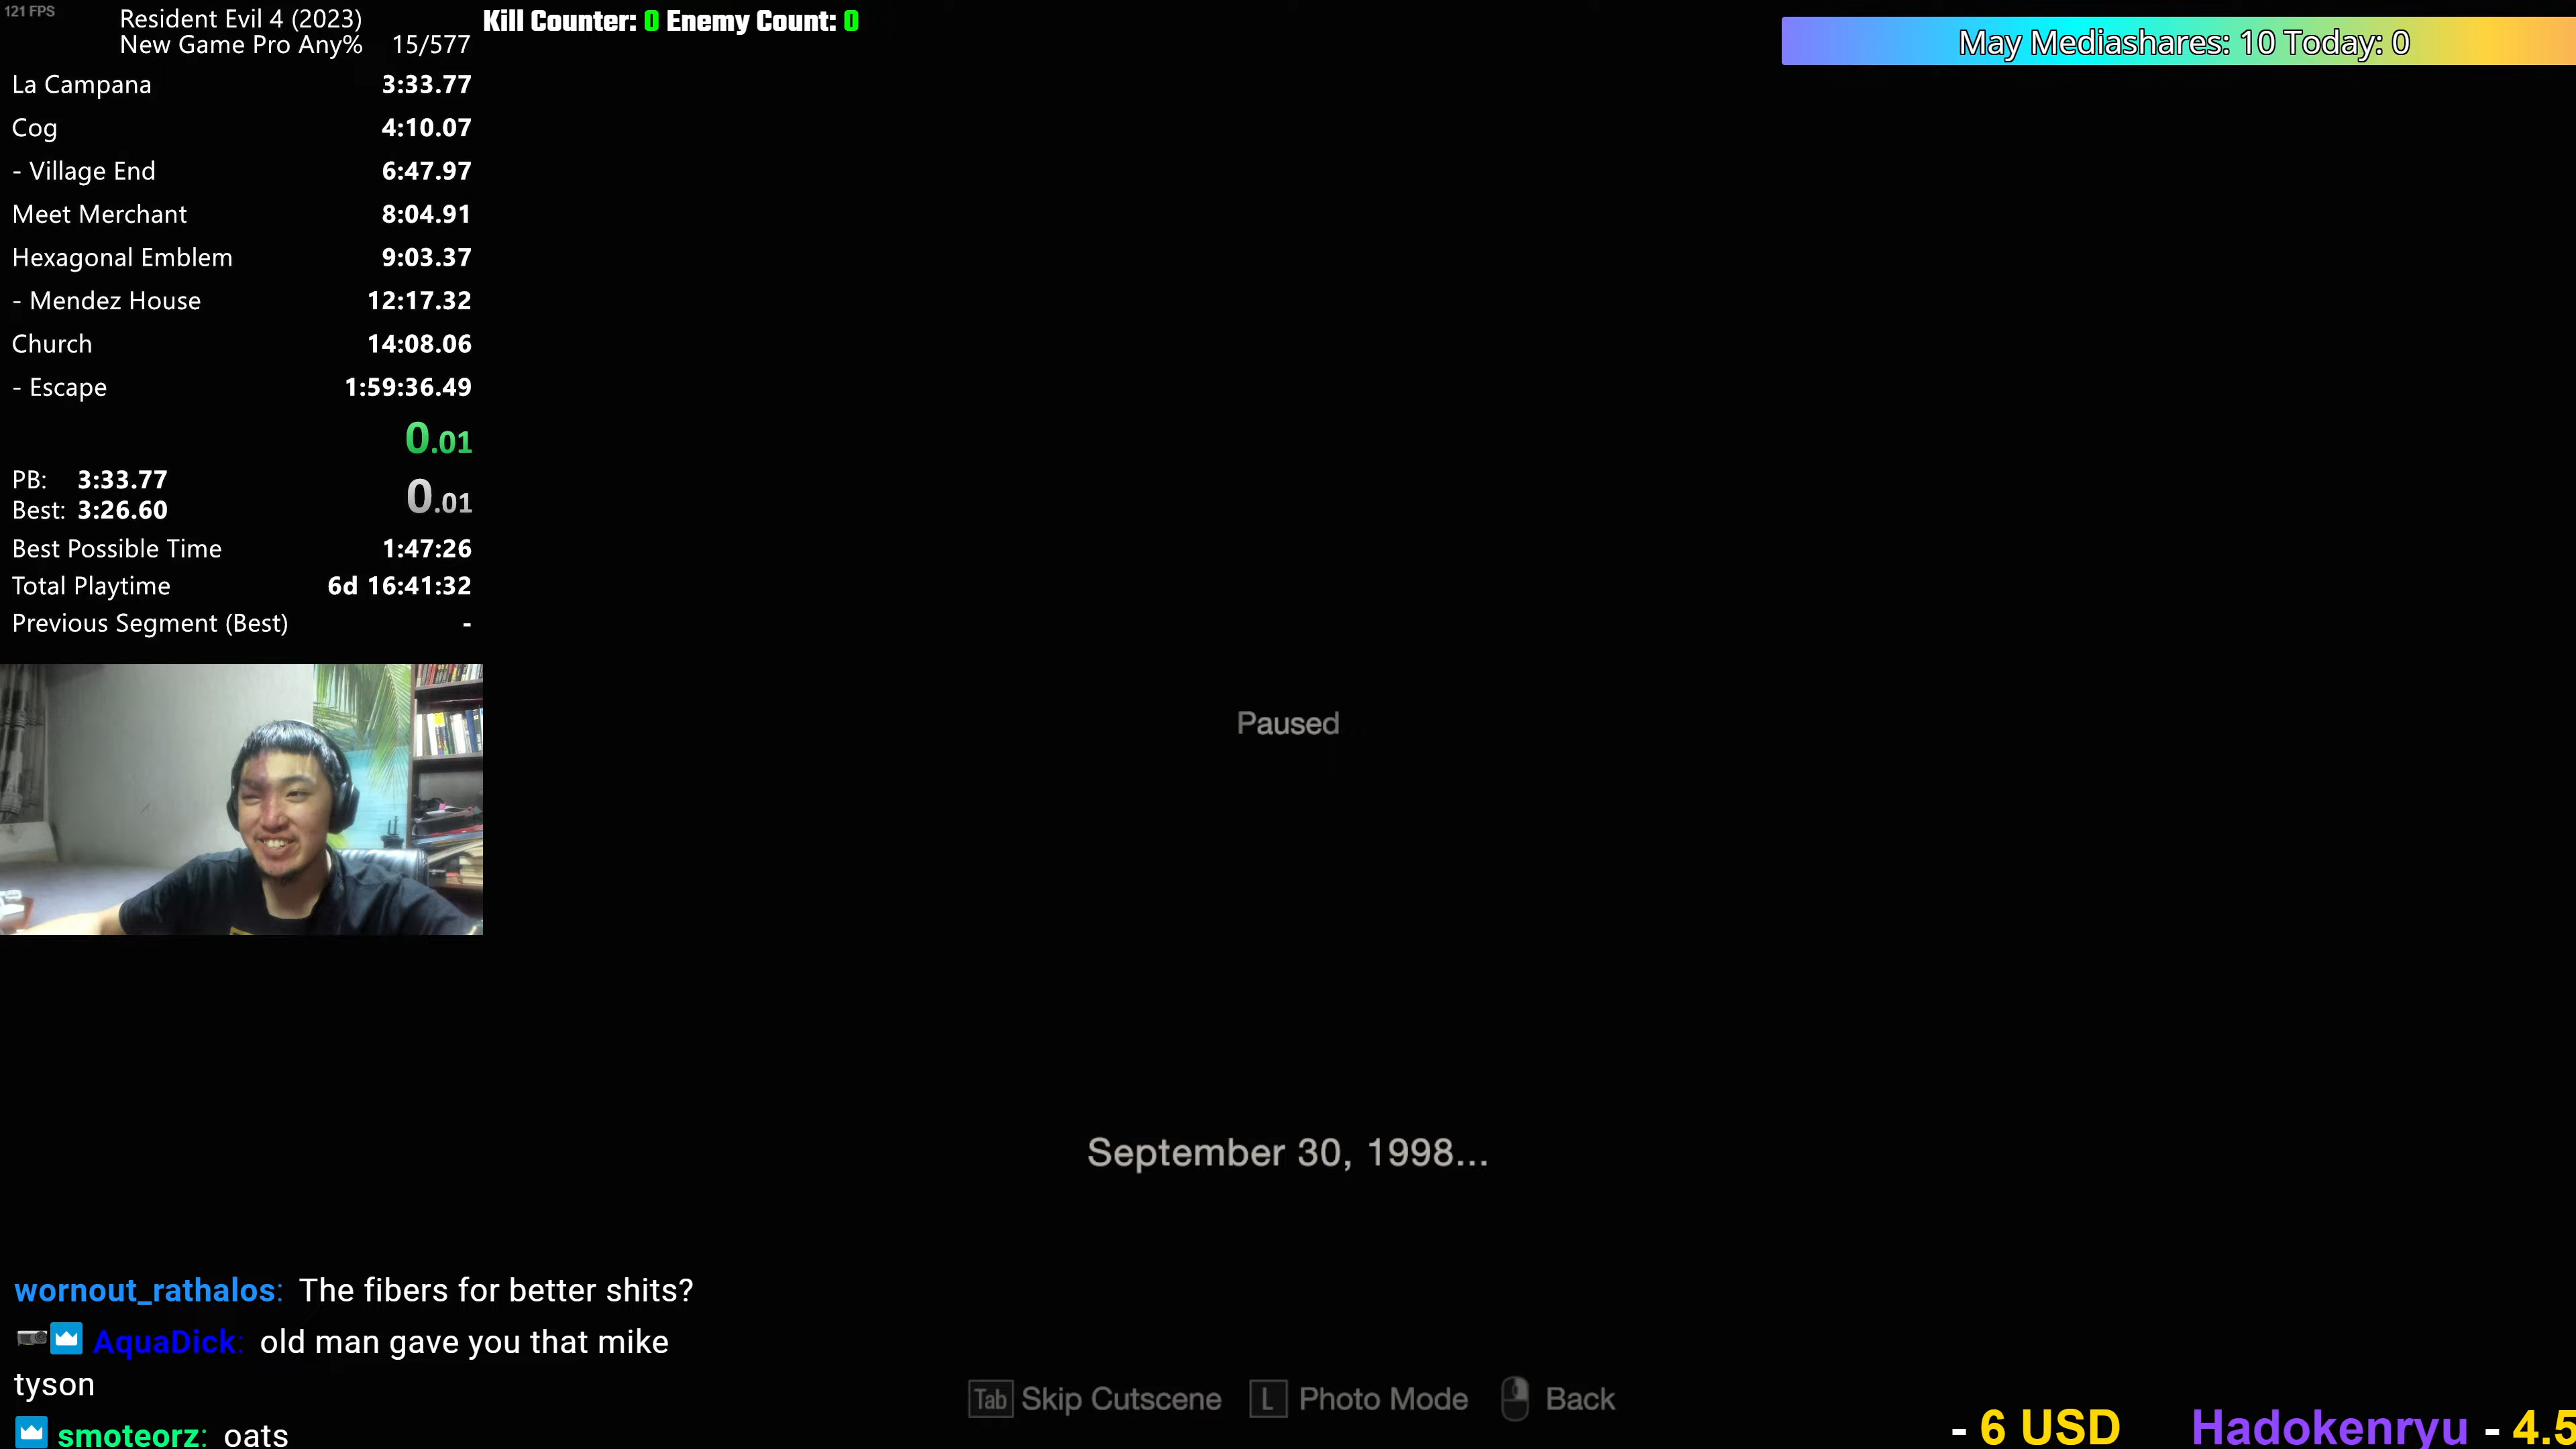 121 FPS
Resident Evil 4 (2023)
New Game Pro Any% 15/577
Kill Counter: 0 Enemy Count: 0
May Mediashares: 10 Today: 0
La Campana 3:33.77
Cog 4:10.07
- Village End 6:47.97
Meet Merchant 8:04.91
Hexagonal Emblem 9:03.37
- Mendez House 12:17.32
Church 14:08.06
- Escape 1:59:36.49
0.01
PB: 3:33.77
Best: 3:26.60
0.01
Best Possible Time 1:47:26
Total Playtime 6d 16:41:32
Previous Segment (Best) -
Paused
September 30, 1998...
wornout_rathalos: The fibers for better shits?
AquaDick: old man gave you that mike
tyson
smoteorz: oats
Tab Skip Cutscene L Photo Mode Back
- 6 USD Hadokenryu - 4.5